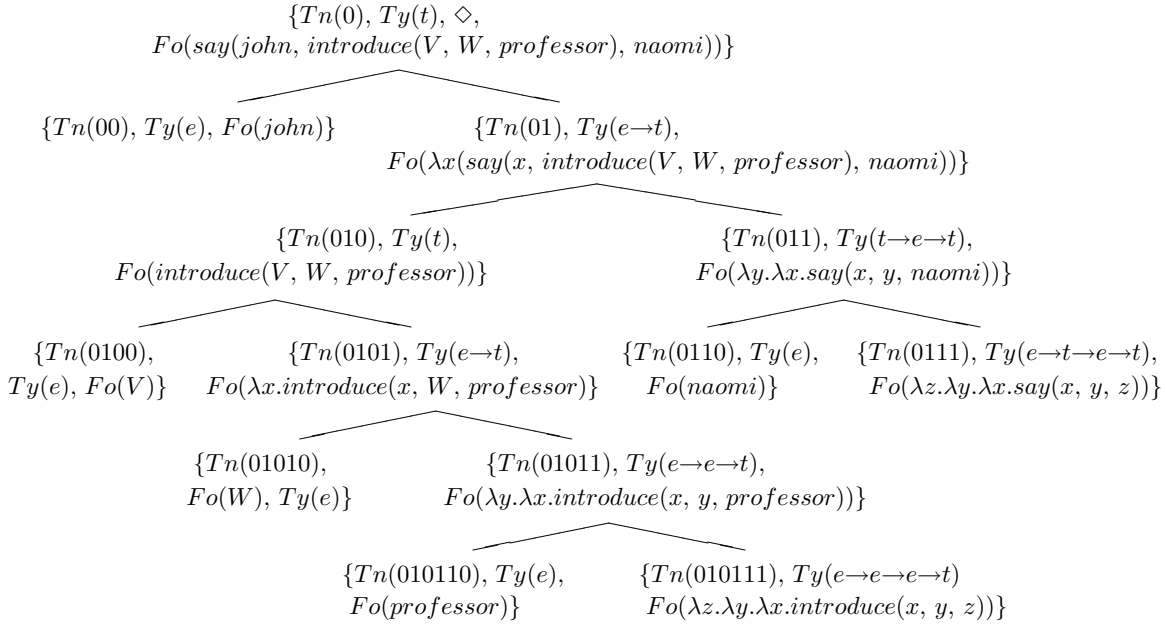 {Tn(0), Ty(t), ◇,
Fo(say(john, introduce(V, W, professor), naomi))}
{Tn(00), Ty(e), Fo(john)}
{Tn(01), Ty(e→t),
Fo(λx(say(x, introduce(V, W, professor), naomi))}
{Tn(010), Ty(t),
Fo(introduce(V, W, professor))}
{Tn(011), Ty(t→e→t),
Fo(λy.λx.say(x, y, naomi))}
{Tn(0100),
Ty(e), Fo(V)}
{Tn(0101), Ty(e→t),
Fo(λx.introduce(x, W, professor)}
{Tn(0110), Ty(e),
Fo(naomi)}
{Tn(0111), Ty(e→t→e→t),
Fo(λz.λy.λx.say(x, y, z))}
{Tn(01010),
Fo(W), Ty(e)}
{Tn(01011), Ty(e→e→t),
Fo(λy.λx.introduce(x, y, professor))}
{Tn(010110), Ty(e),
Fo(professor)}
{Tn(010111), Ty(e→e→e→t)
Fo(λz.λy.λx.introduce(x, y, z))}